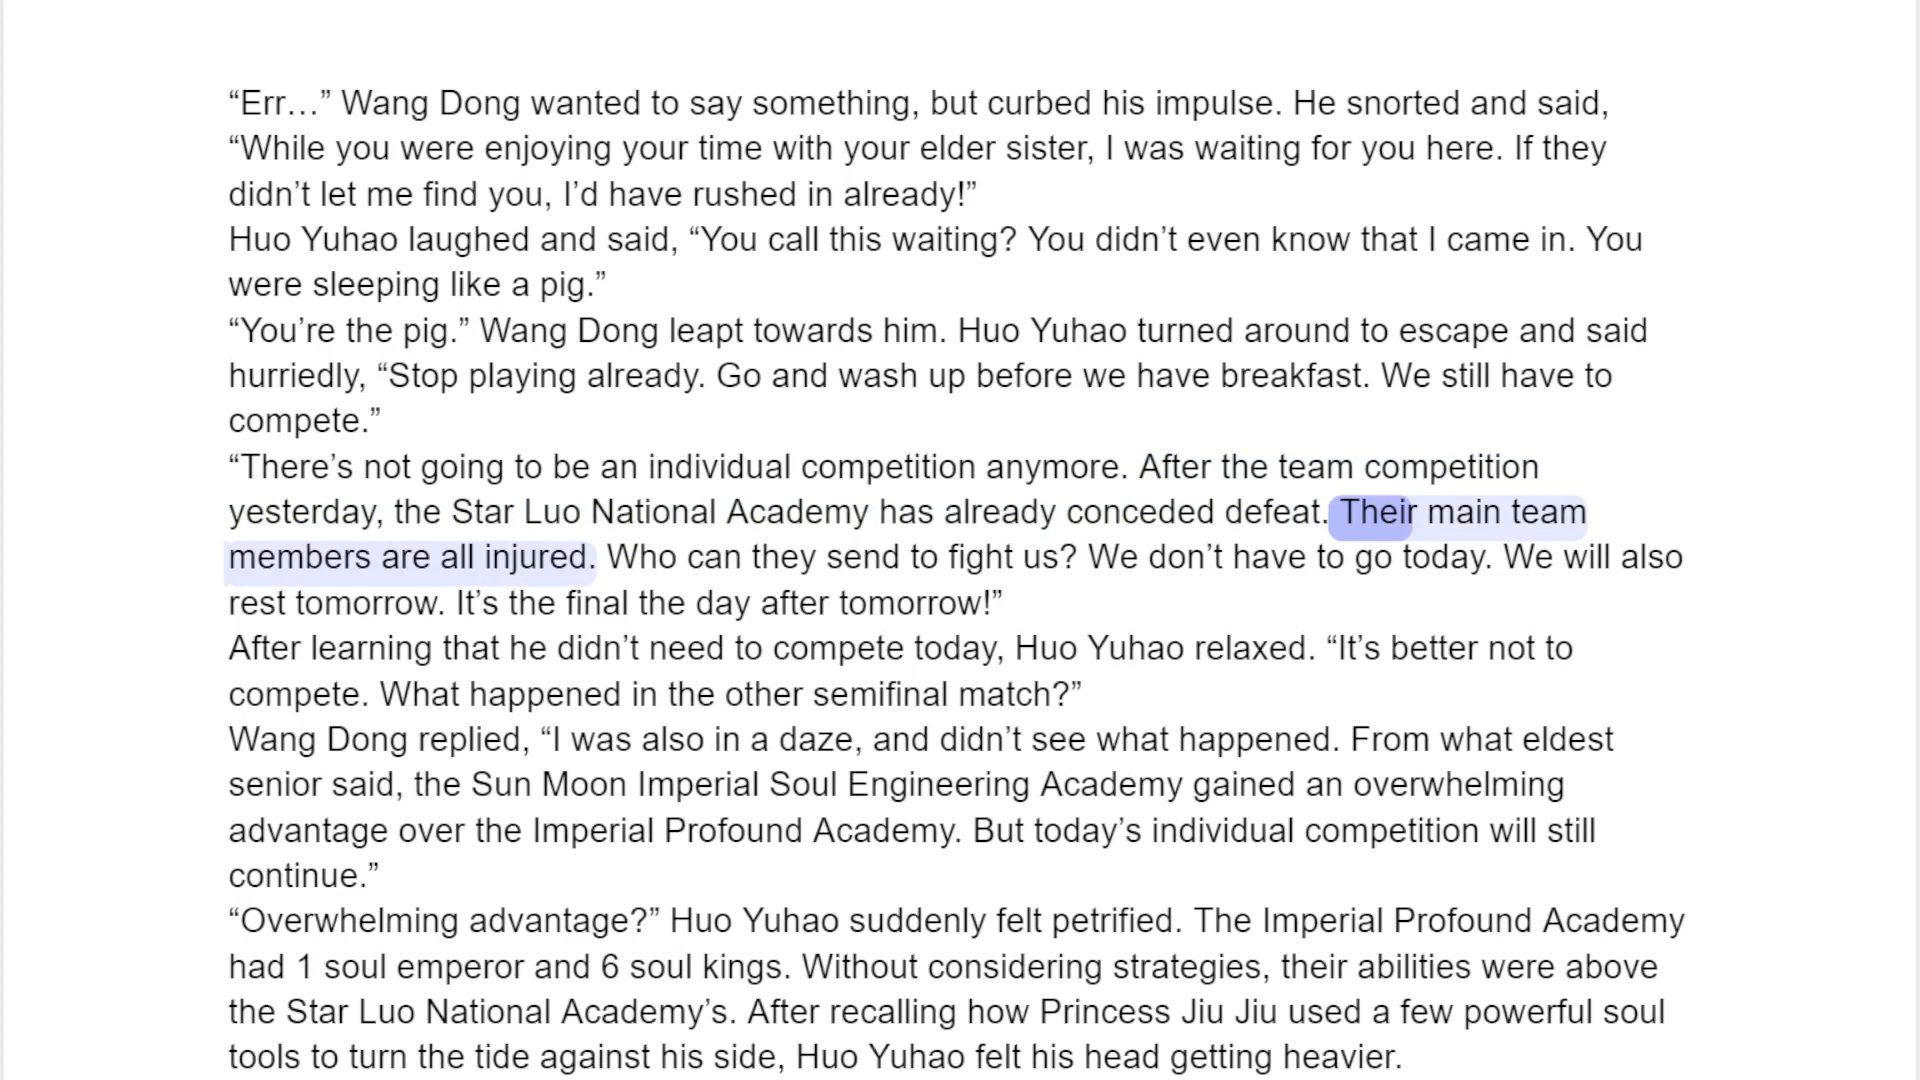 “Err…” Wang Dong wanted to say something, but curbed his impulse. He snorted and said,
“While you were enjoying your time with your elder sister, I was waiting for you here. If they
didn’t let me find you, I’d have rushed in already!”
Huo Yuhao laughed and said, “You call this waiting? You didn’t even know that I came in. You
were sleeping like a pig.”
“You’re the pig.” Wang Dong leapt towards him. Huo Yuhao turned around to escape and said
hurriedly, “Stop playing already. Go and wash up before we have breakfast. We still have to
compete.”
“There’s not going to be an individual competition anymore. After the team competition
yesterday, the Star Luo National Academy has already conceded defeat. Their main team
members are all injured. Who can they send to fight us? We don’t have to go today. We will also
rest tomorrow. It’s the final the day after tomorrow!”
After learning that he didn’t need to compete today, Huo Yuhao relaxed. “It’s better not to
compete. What happened in the other semifinal match?”
Wang Dong replied, “I was also in a daze, and didn’t see what happened. From what eldest
senior said, the Sun Moon Imperial Soul Engineering Academy gained an overwhelming
advantage over the Imperial Profound Academy. But today’s individual competition will still
continue.”
“Overwhelming advantage?” Huo Yuhao suddenly felt petrified. The Imperial Profound Academy
had 1 soul emperor and 6 soul kings. Without considering strategies, their abilities were above
the Star Luo National Academy’s. After recalling how Princess Jiu Jiu used a few powerful soul
tools to turn the tide against his side, Huo Yuhao felt his head getting heavier.